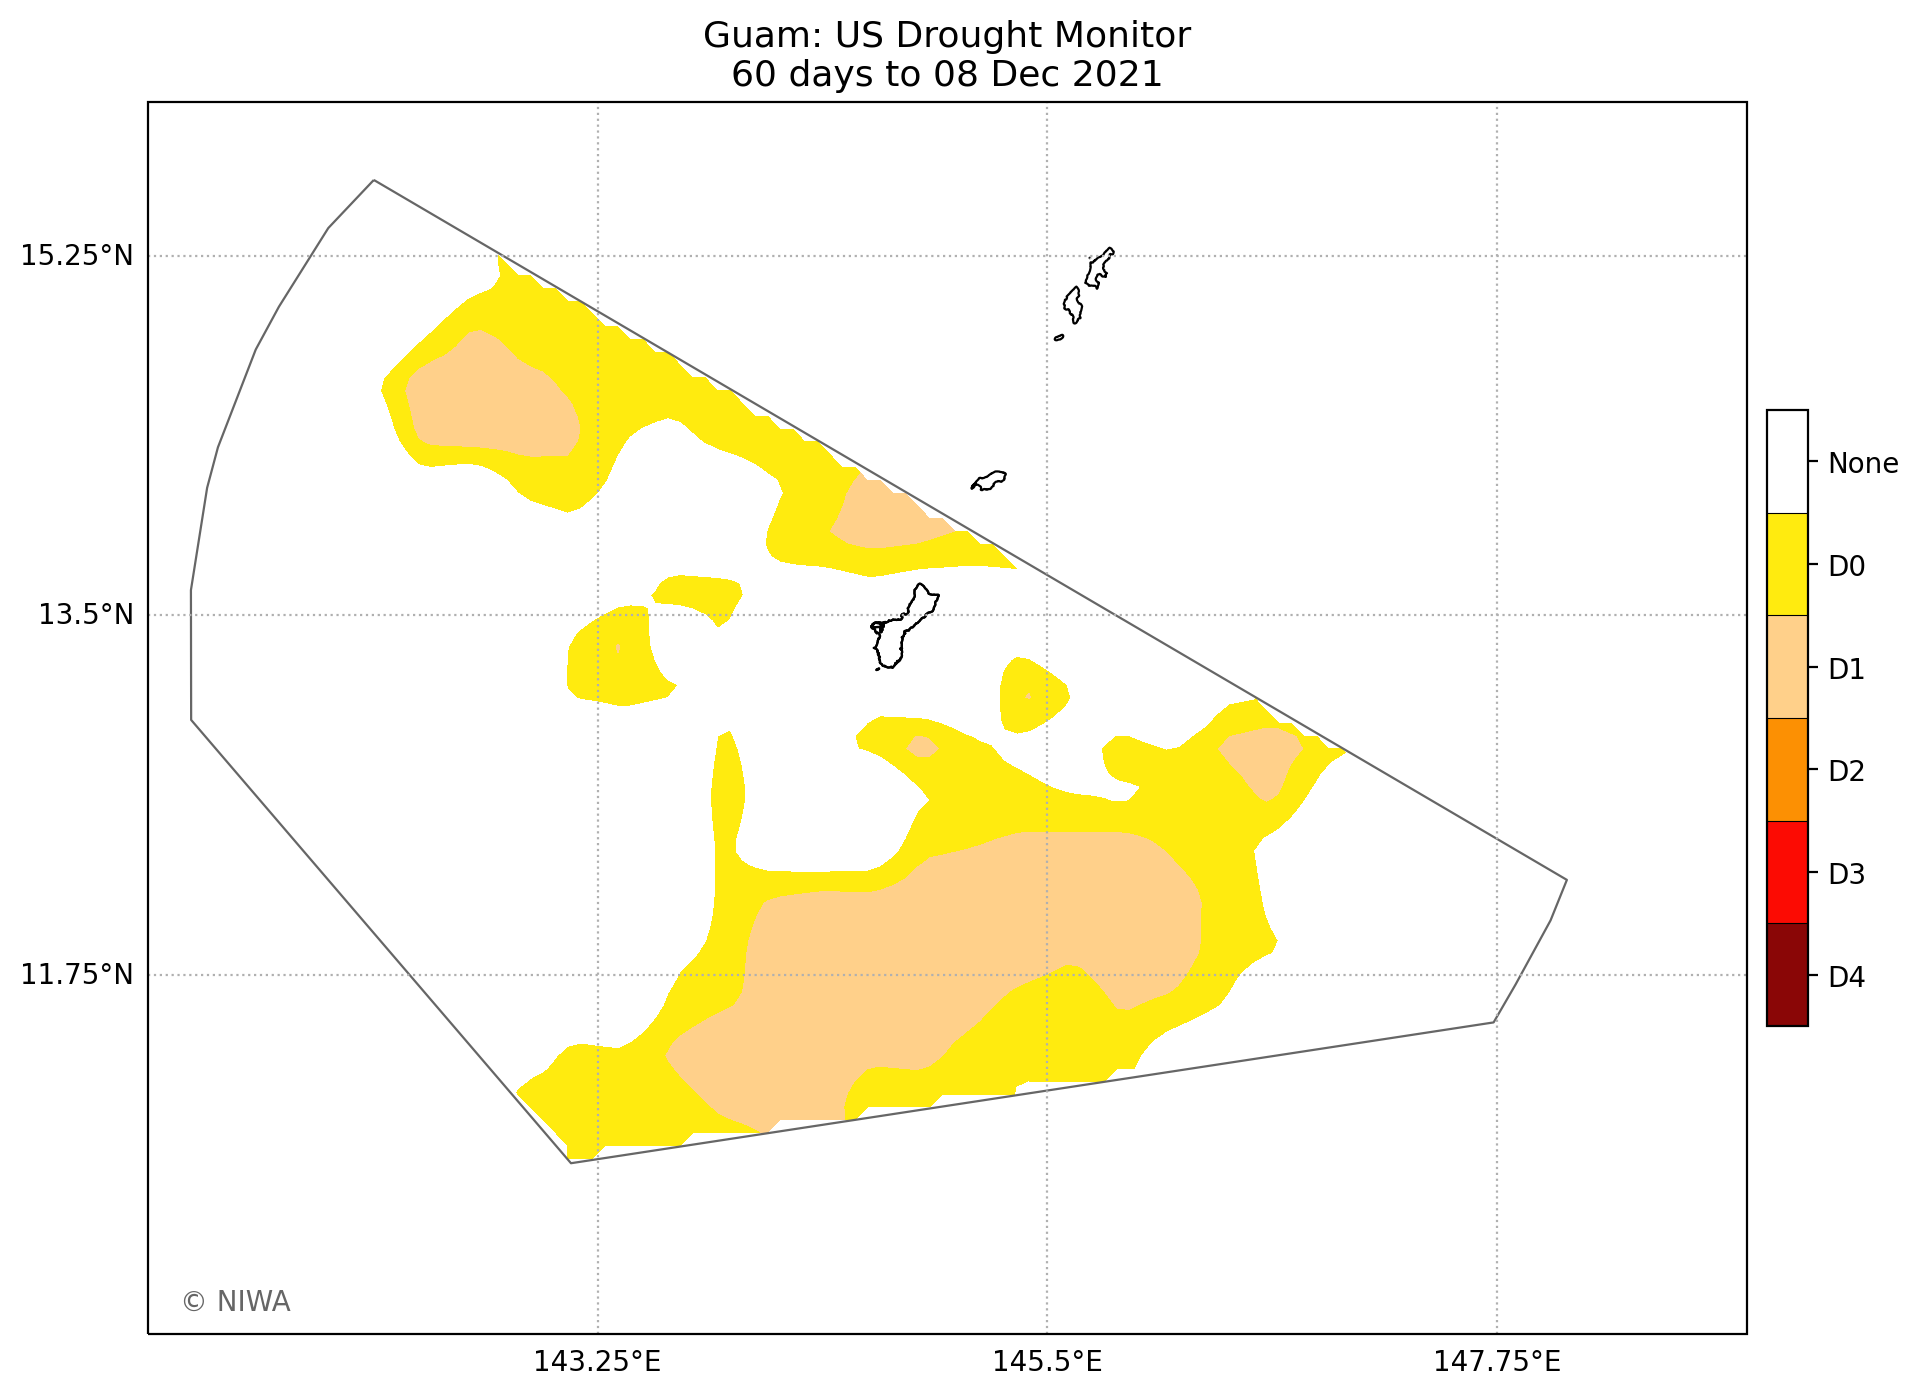 Guam: US Drought Monitor
60 days to 08 Dec 2021
15.25°N
13.5°N
11.75°N
143.25°E
145.5°E
147.75°E
None
D0
D1
D2
D3
D4
© NIWA